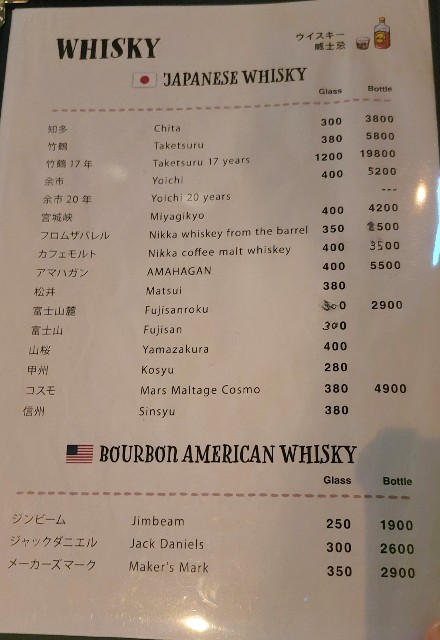 WHISKY
ウイスキー
威士忌
JAPANESE WHISKY
Glass Bottle
知多 Chita 300 3800
竹鶴 Taketsuru 380 5800
竹鶴 17 年 Taketsuru 17 years 1200 19800
余市 Yoichi 400 5200
余市 20 年 Yoichi 20 years ---
宮城峡 Miyagikyo 400 4200
フロムザバレル Nikka whiskey from the barrel 350
カフェモルト Nikka coffee malt whiskey 400 3500
アマハガン AMAHAGAN 400 5500
松井 Matsui 380
富士山麓 Fujisanroku 300 2900
富士山 Fujisan 300
山桜 Yamazakura 400
甲州 Kosyu 280
コスモ Mars Maltage Cosmo 380 4900
信州 Sinsyu 380
BOURBON AMERICAN WHISKY
Glass Bottle
ジンビーム Jimbeam 250 1900
ジャックダニエル Jack Daniels 300 2600
メーカーズマーク Maker's Mark 350 2900